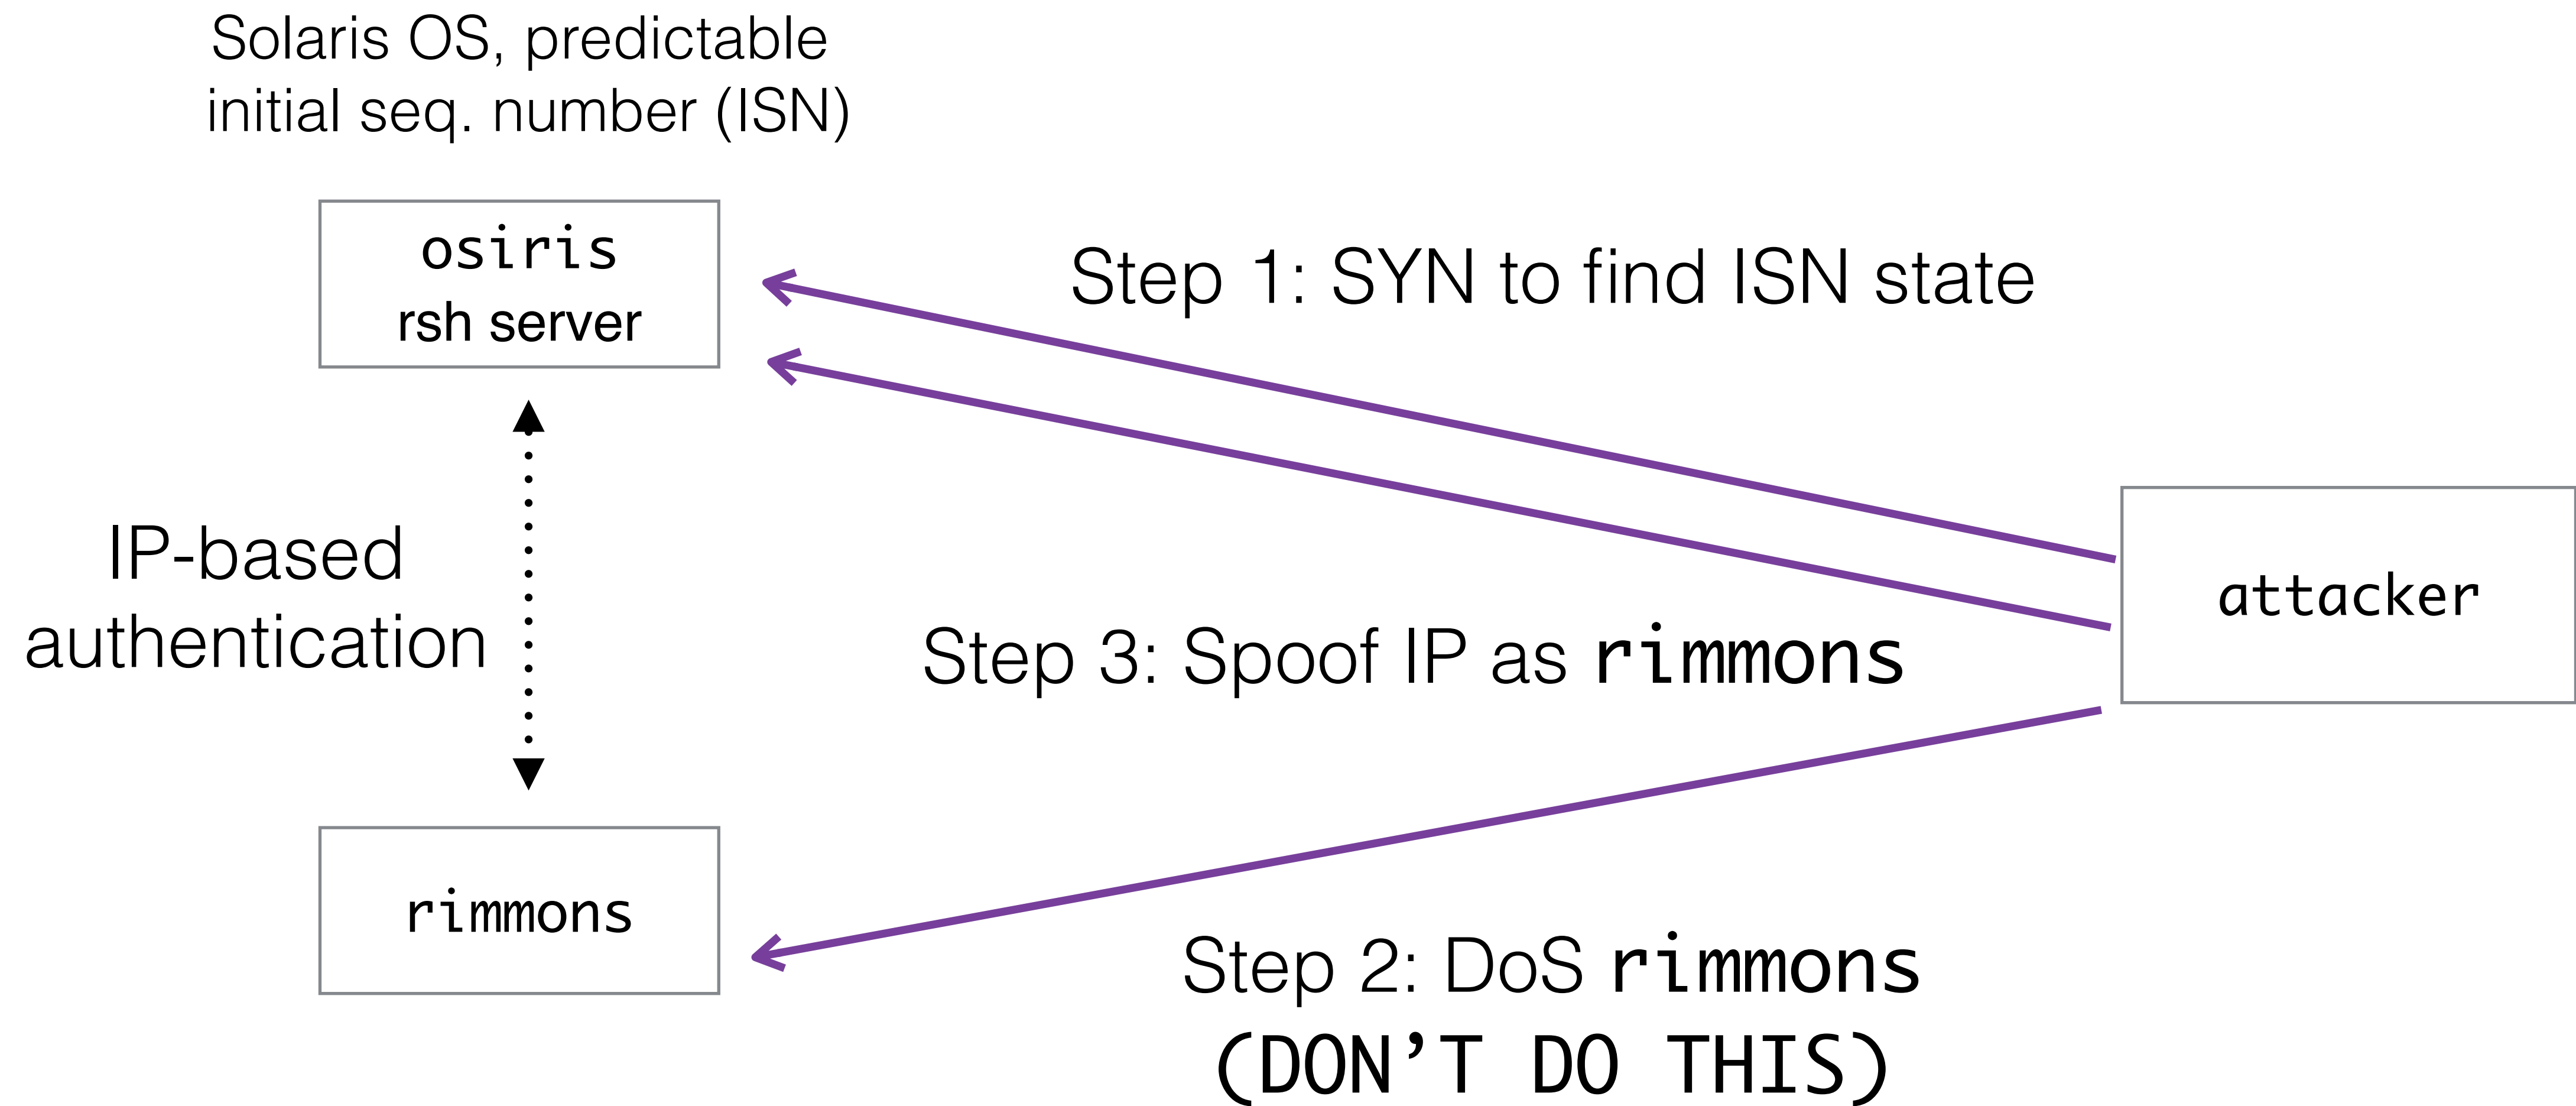 Solaris OS, predictable
initial seq. number (ISN)
osiris
rsh server
Step 1: SYN to find ISN state
IP-based
authentication
attacker
Step 3: Spoof IP as rimmons
rimmons
Step 2: DoS rimmons
(DON’T DO THIS)